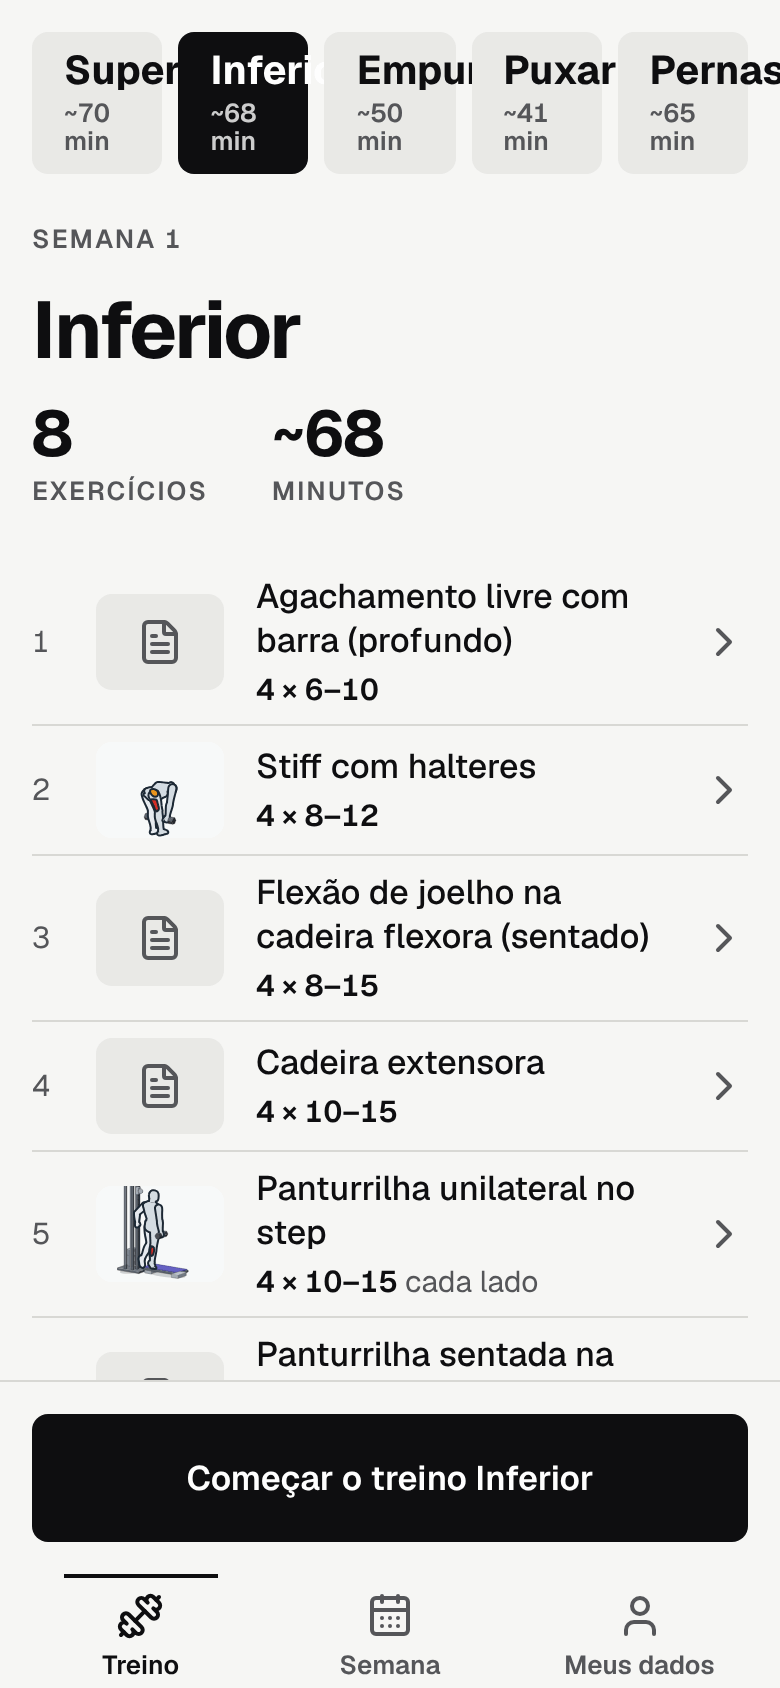 Super
Inferio
Empur
Puxar
Pernas
~70 min
~68 min
~50 min
~41 min
~65 min
SEMANA 1
Inferior
8
~68
EXERCÍCIOS
MINUTOS
1
Agachamento livre com
barra (profundo)
4 × 6–10
2
Stiff com halteres
4 × 8–12
3
Flexão de joelho na
cadeira flexora (sentado)
4 × 8–15
4
Cadeira extensora
4 × 10–15
5
Panturrilha unilateral no
step
4 × 10–15 cada lado
Panturrilha sentada na
Começar o treino Inferior
Treino
Semana
Meus dados